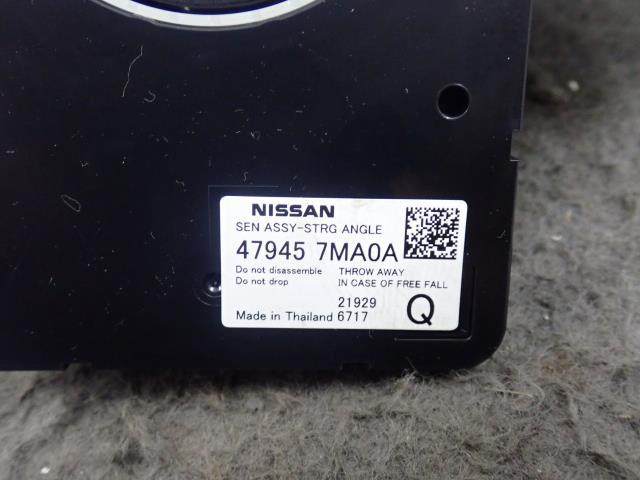 NISSAN
SEN ASSY-STRG ANGLE
47945 7MA0A
Do not disassemble THROW AWAY
Do not drop IN CASE OF FREE FALL
21929
Made in Thailand 6717 Q